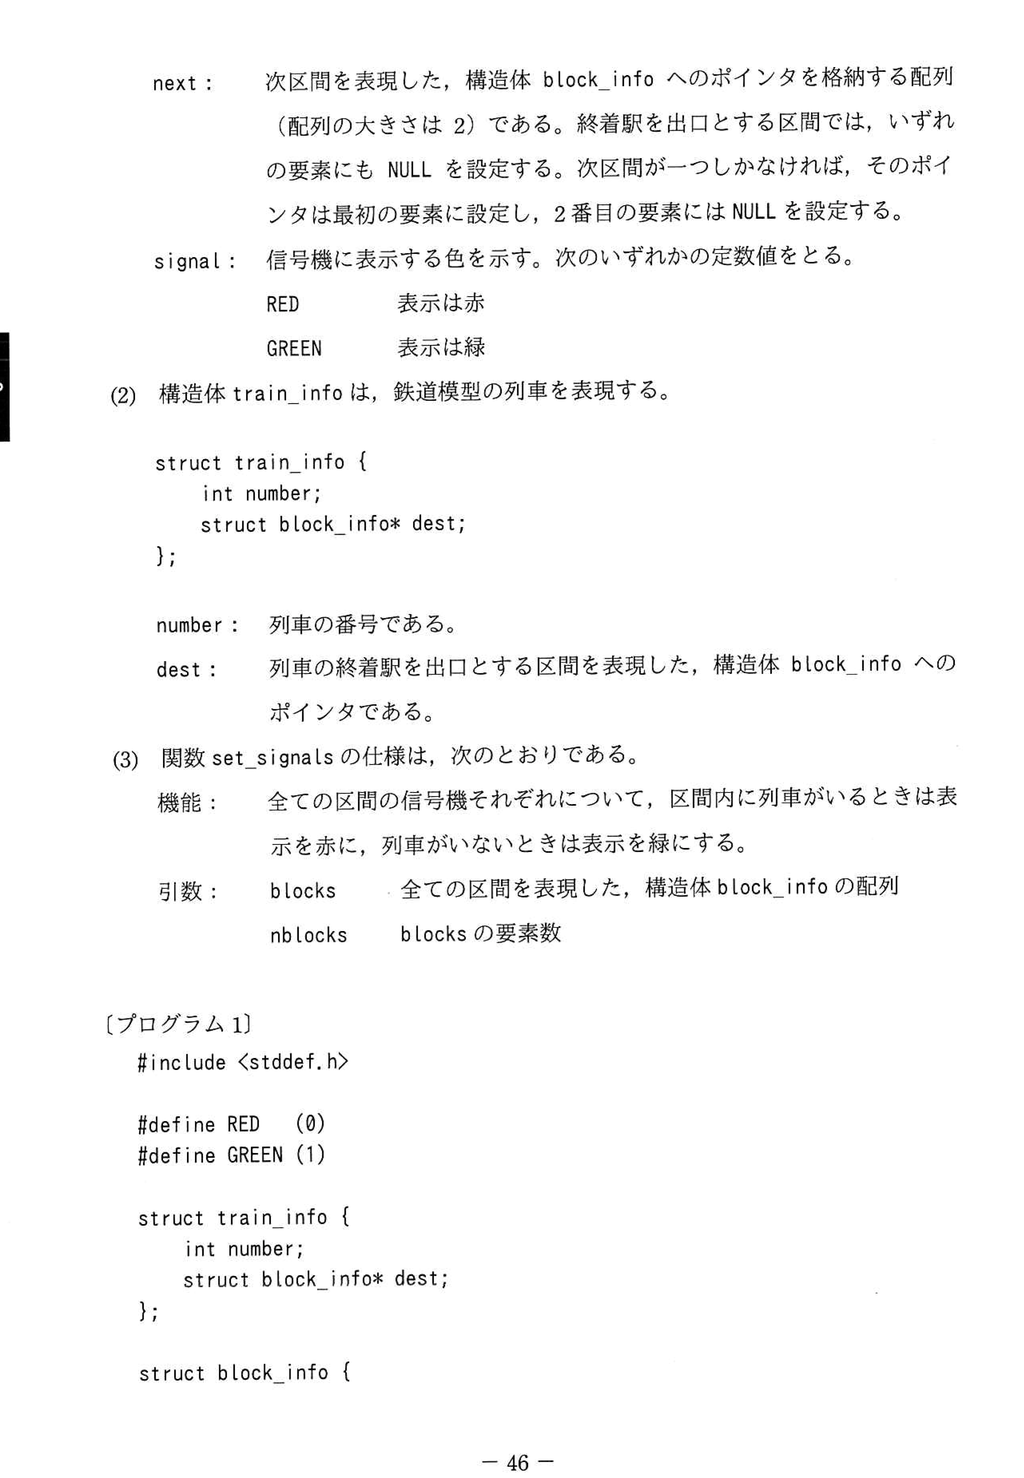 next： 次区間を表現した，構造体 block_info へのポインタを格納する配列
（配列の大きさは 2）である。終着駅を出口とする区間では，いずれ
の要素にも NULL を設定する。次区間が一つしかなければ，そのポイ
ンタは最初の要素に設定し，2 番目の要素には NULL を設定する。
signal： 信号機に表示する色を示す。次のいずれかの定数値をとる。
RED 表示は赤
GREEN 表示は緑
(2) 構造体 train_info は，鉄道模型の列車を表現する。
struct train_info {
int number;
struct block_info* dest;
};
number： 列車の番号である。
dest： 列車の終着駅を出口とする区間を表現した，構造体 block_info への
ポインタである。
(3) 関数 set_signals の仕様は，次のとおりである。
機能： 全ての区間の信号機それぞれについて，区間内に列車がいるときは表
示を赤に，列車がいないときは表示を緑にする。
引数： blocks 全ての区間を表現した，構造体 block_info の配列
nblocks blocks の要素数
〔プログラム 1〕
#include <stddef.h>
#define RED (0)
#define GREEN (1)
struct train_info {
int number;
struct block_info* dest;
};
struct block_info {
－ 46 －